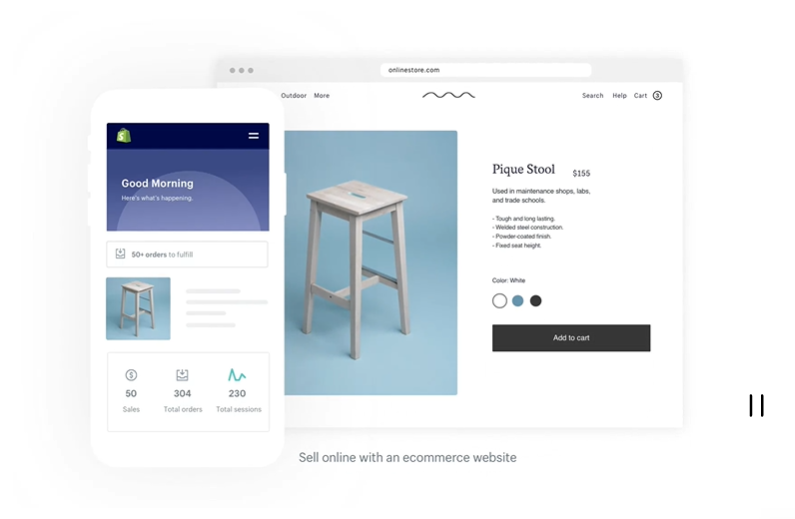 onlinestore.com
Outdoor More
Search Help Cart 3
S
Good Morning
Here's what's happening.
50+ orders to fulfill
$
50 304 230
Sales Total orders Total sessions
Pique Stool $155
Used in maintenance shops, labs,
and trade schools.
- Tough and long lasting.
- Welded steel construction.
- Powder-coated finish.
- Fixed seat height.
Color: White
Add to cart
Sell online with an ecommerce website